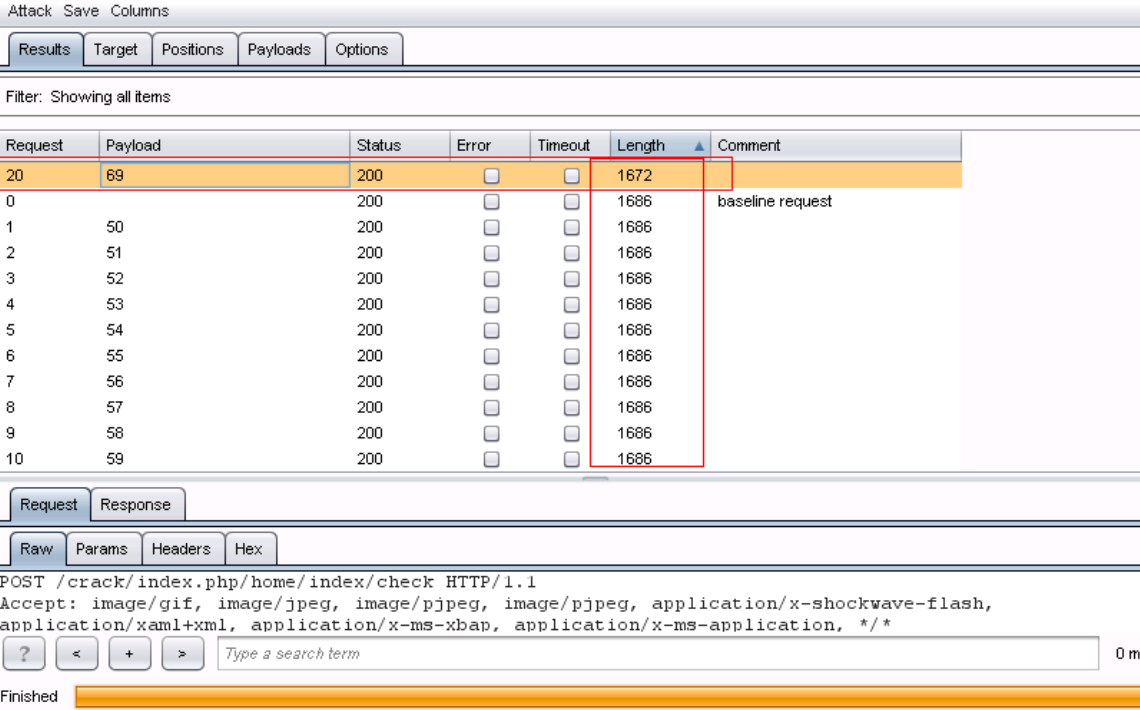 Attack Save Columns
Results Target Positions Payloads Options
Filter: Showing all items
Request Payload Status Error Timeout Length Comment
20 69 200 1672
0 200 1686 baseline request
1 50 200 1686
2 51 200 1686
3 52 200 1686
4 53 200 1686
5 54 200 1686
6 55 200 1686
7 56 200 1686
8 57 200 1686
9 58 200 1686
10 59 200 1686
Request Response
Raw Params Headers Hex
POST /crack/index.php/home/index/check HTTP/1.1
Accept: image/gif, image/jpeg, image/pjpeg, image/pjpeg, application/x-shockwave-flash,
application/xaml+xml, application/x-ms-xbap, application/x-ms-application, */*
? < + > Type a search term 0 m
Finished